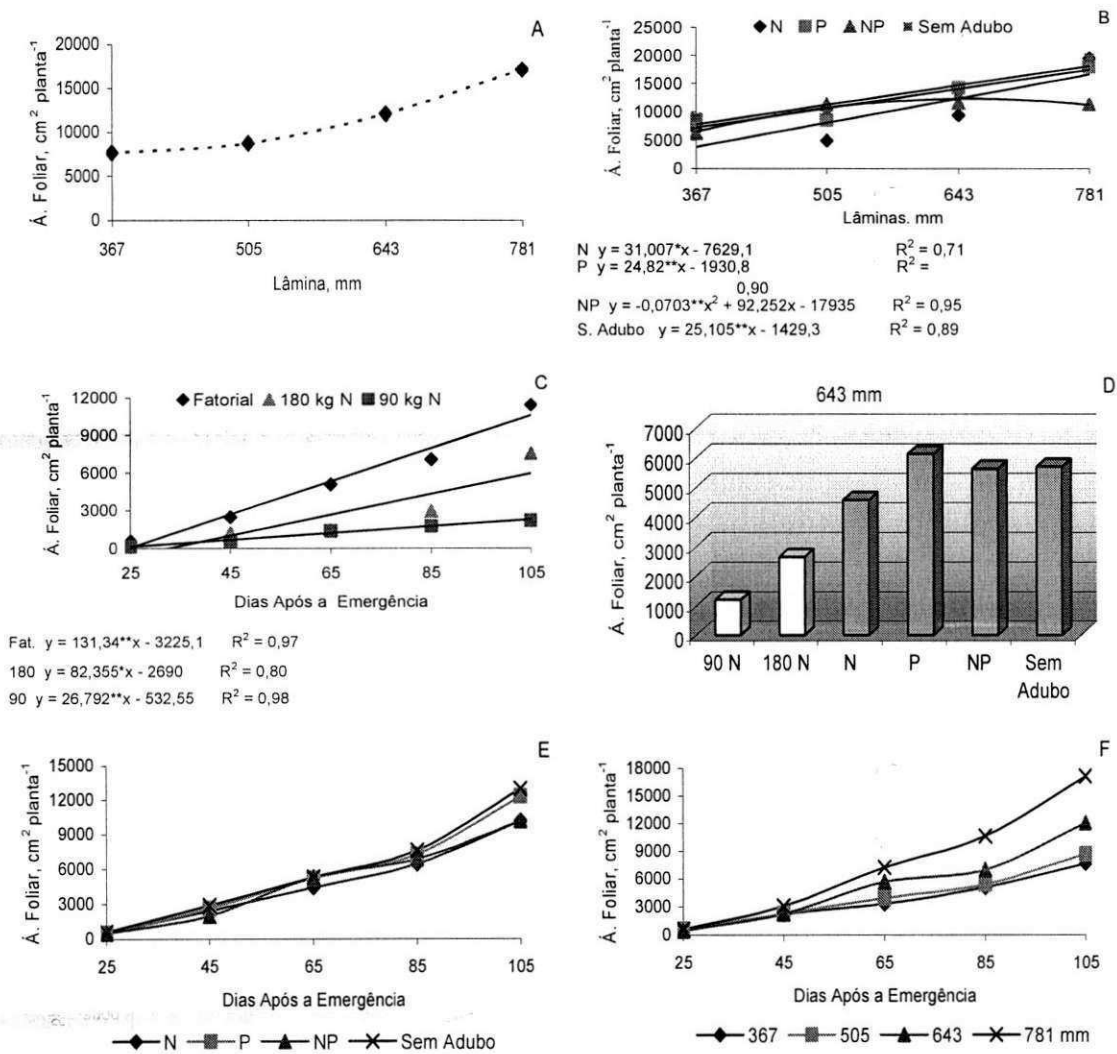 A
Á. Foliar, cm² planta⁻¹
20000
15000
10000
5000
0
367 505 643 781
Lâmina, mm
B
◆ N ■ P ▲ NP ■ Sem Adubo
Á. Foliar, cm² planta⁻¹
25000
20000
15000
10000
5000
0
367 505 643 781
Lâminas. mm
N y = 31,007*x - 7629,1 R² = 0,71
P y = 24,82**x - 1930,8 R² =
0,90
NP y = -0,0703**x² + 92,252x - 17935 R² = 0,95
S. Adubo y = 25,105**x - 1429,3 R² = 0,89
C
◆ Fatorial ▲ 180 kg N ■ 90 kg N
Á. Foliar, cm² planta⁻¹
12000
9000
6000
3000
0
25 45 65 85 105
Dias Após a Emergência
Fat. y = 131,34**x - 3225,1 R² = 0,97
180 y = 82,355*x - 2690 R² = 0,80
90 y = 26,792**x - 532,55 R² = 0,98
D
643 mm
Á. Foliar, cm² planta⁻¹
7000
6000
5000
4000
3000
2000
1000
0
90 N 180 N N P NP Sem
Adubo
E
Á. Foliar, cm² planta⁻¹
15000
12000
9000
6000
3000
0
25 45 65 85 105
Dias Após a Emergência
N P NP Sem Adubo
F
Á. Foliar, cm² planta⁻¹
18000
15000
12000
9000
6000
3000
0
25 45 65 85 105
Dias Após a Emergência
367 505 643 781 mm